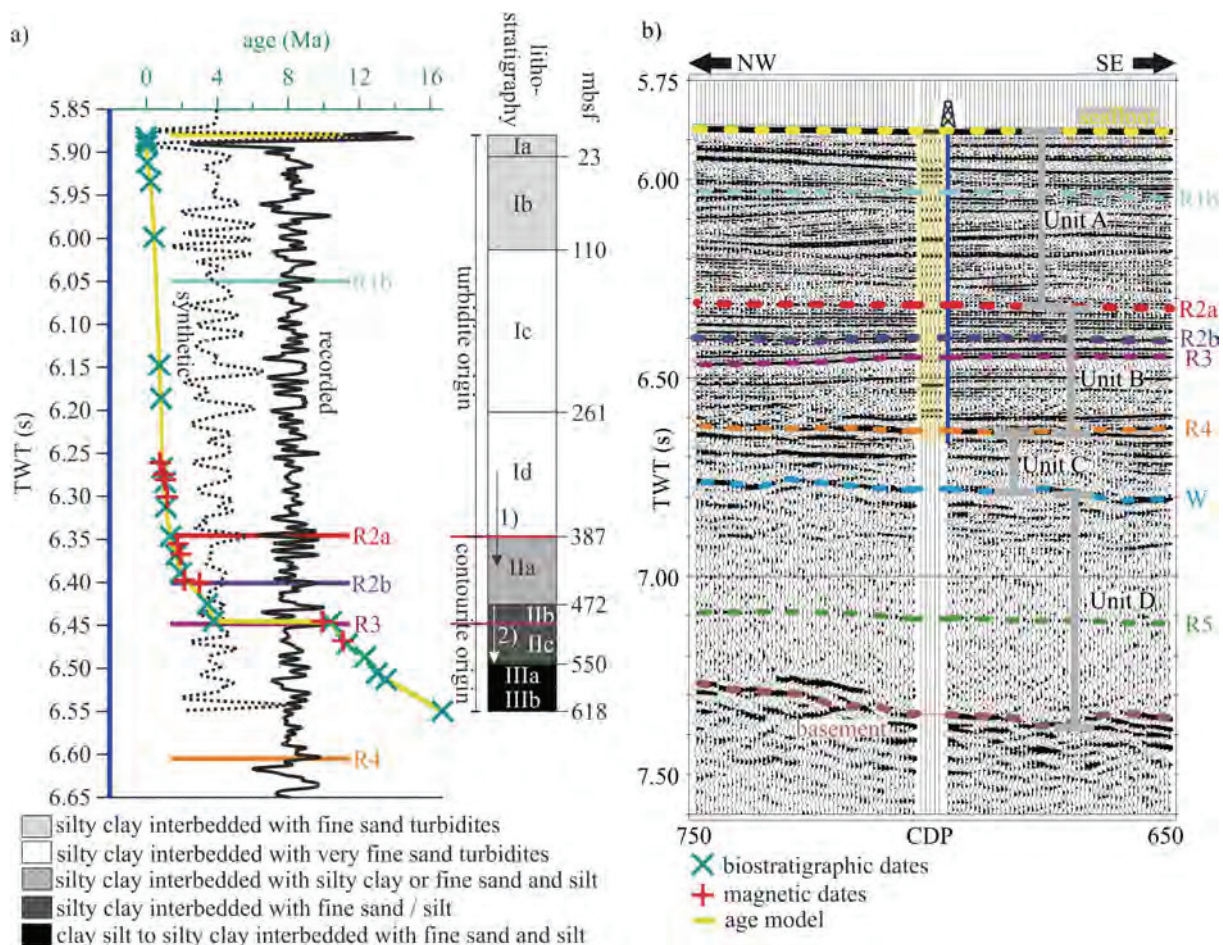 a)
age (Ma)
0 4 8 12 16
litho-
stratigraphy
mbsf
5.85
5.90
5.95
6.00
6.05
6.10
6.15
6.20
6.25
6.30
6.35
6.40
6.45
6.50
6.55
6.60
6.65
TWT (s)
synthetic
recorded
R1b
R2a
R2b
R3
R4
turbiditic origin
contouritic origin
Ia
23
Ib
110
Ic
261
Id
1)
387
IIa
472
IIb
2)
IIc
550
IIIa
IIIb
618
silty clay interbedded with fine sand turbidites
silty clay interbedded with very fine sand turbidites
silty clay interbedded with silty clay or fine sand and silt
silty clay interbedded with fine sand / silt
clay silt to silty clay interbedded with fine sand and silt
b)
NW SE
5.75
6.00
6.50
7.00
7.50
TWT (s)
seafloor
R1b
Unit A
R2a
R2b
R3
Unit B
R4
Unit C
W
Unit D
R5
basement
750 CDP 650
biostratigraphic dates
magnetic dates
age model